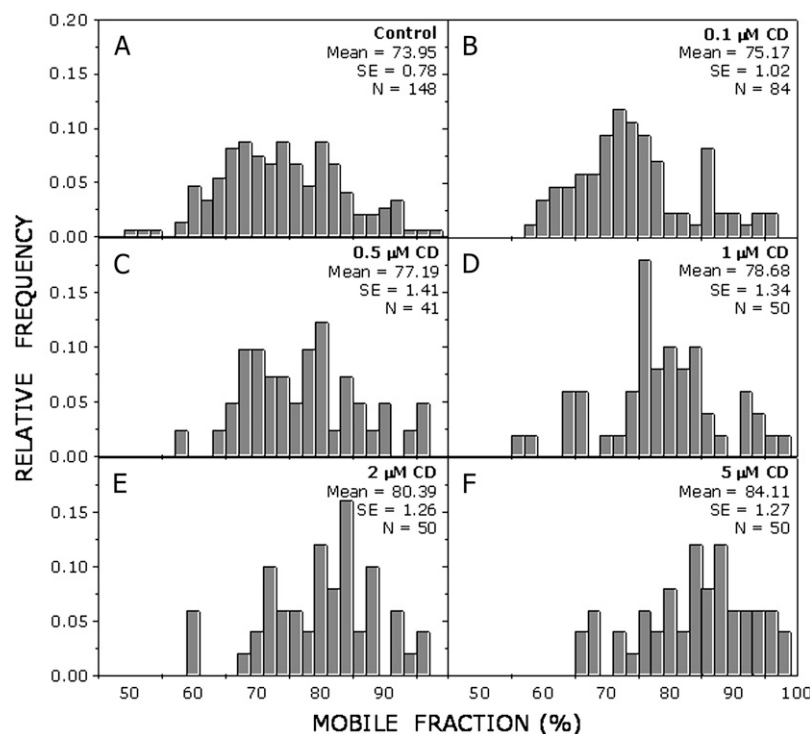 0.20
0.15
0.10
0.05
0.00
A
Control
Mean = 73.95
SE = 0.78
N = 148
B
0.1 µM CD
Mean = 75.17
SE = 1.02
N = 84
0.15
0.10
0.05
0.00
C
0.5 µM CD
Mean = 77.19
SE = 1.41
N = 41
D
1 µM CD
Mean = 78.68
SE = 1.34
N = 50
0.15
0.10
0.05
0.00
E
2 µM CD
Mean = 80.39
SE = 1.26
N = 50
F
5 µM CD
Mean = 84.11
SE = 1.27
N = 50
50 60 70 80 90 50 60 70 80 90 100
RELATIVE FREQUENCY
MOBILE FRACTION (%)